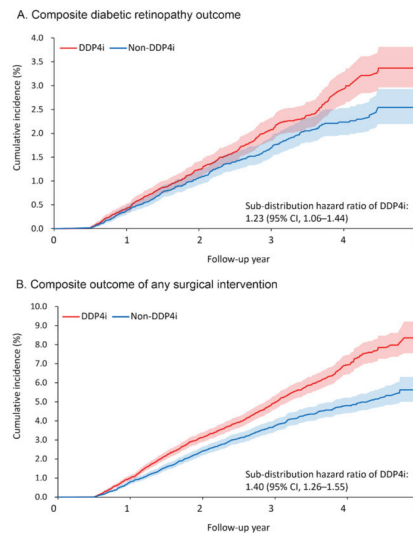 A. Composite diabetic retinopathy outcome
DDP4i Non-DDP4i
Cumulative incidence (%)
4.0
3.5
3.0
2.5
2.0
1.5
1.0
0.5
0.0
Sub-distribution hazard ratio of DDP4i:
1.23 (95% CI, 1.06–1.44)
0 1 2 3 4
Follow-up year
B. Composite outcome of any surgical intervention
DDP4i Non-DDP4i
Cumulative incidence (%)
10.0
9.0
8.0
7.0
6.0
5.0
4.0
3.0
2.0
1.0
0.0
Sub-distribution hazard ratio of DDP4i:
1.40 (95% CI, 1.26–1.55)
0 1 2 3 4
Follow-up year